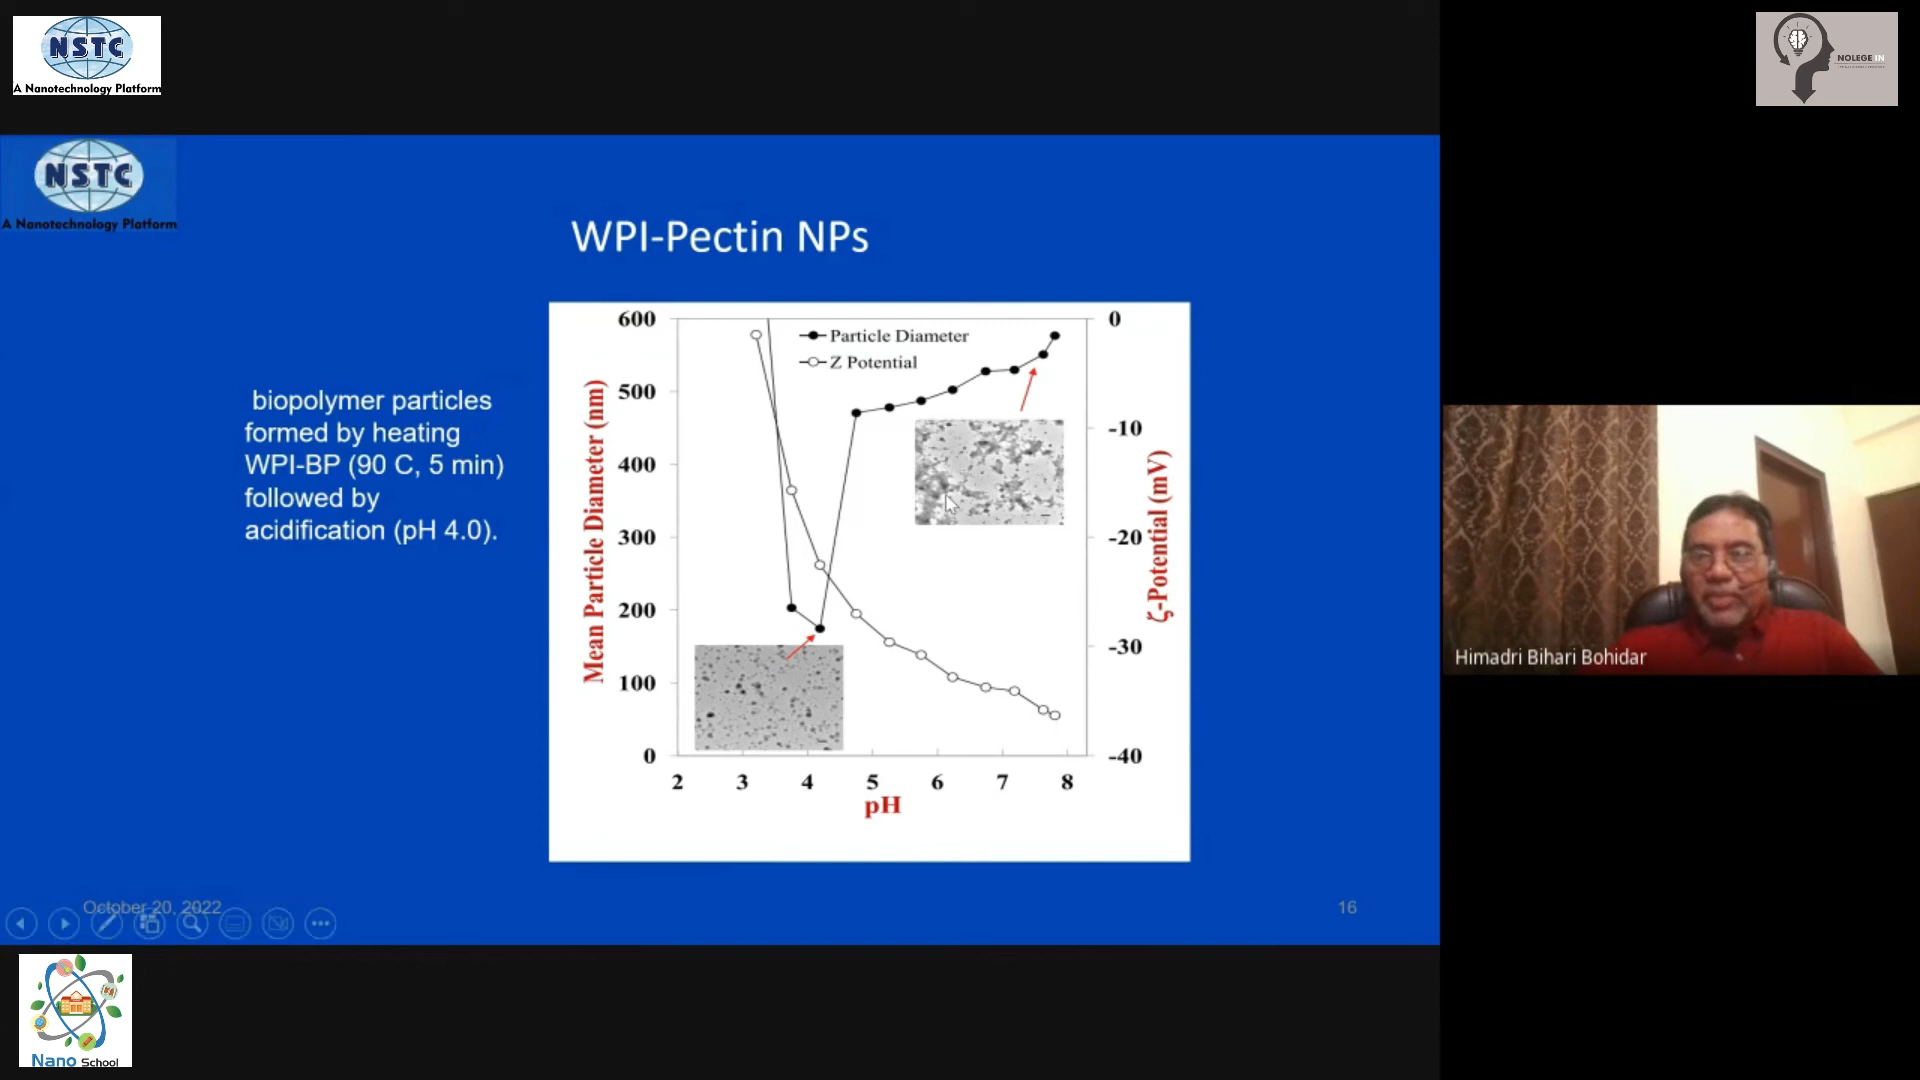 NSTC
A Nanotechnology Platform
NOLEGE IN
NSTC
A Nanotechnology Platform
WPI-Pectin NPs
biopolymer particles
formed by heating
WPI-BP (90 C, 5 min)
followed by
acidification (pH 4.0).
Particle Diameter
Z Potential
Mean Particle Diameter (nm)
600
500
400
300
200
100
0
0
-10
-20
-30
-40
ζ-Potential (mV)
2 3 4 5 6 7 8
pH
Himadri Bihari Bohidar
October 20, 2022
16
Nano School